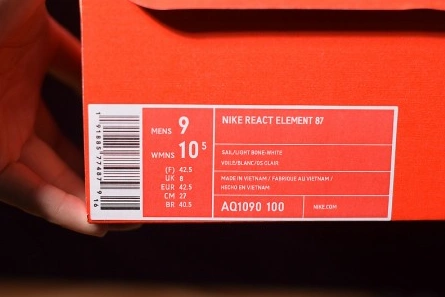 MENS 9
WMNS 10 5
(F) 42.5
UK 8
EUR 42.5
CM 27
BR 40.5
NIKE REACT ELEMENT 87
SAIL/LIGHT BONE-WHITE
VOILE/BLANC/OS CLAIR
MADE IN VIETNAM / FABRIQUÉ AU VIETNAM /
HECHO EN VIETNAM
AQ1090 100
NIKE.COM